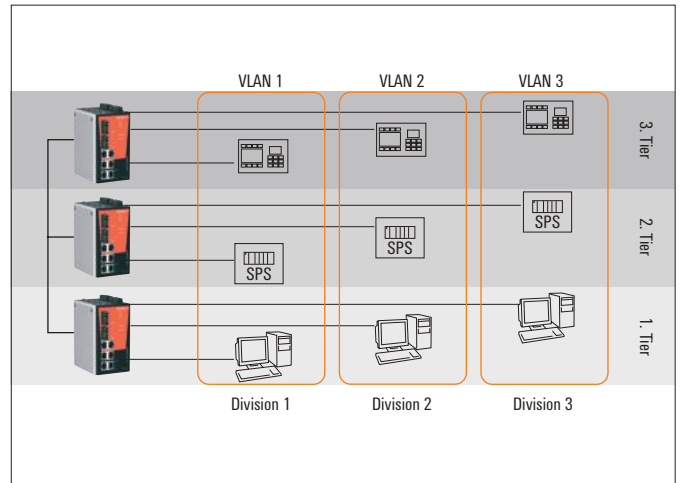 VLAN 1
VLAN 2
VLAN 3
3. Tier
SPS
SPS
SPS
2. Tier
1. Tier
Division 1
Division 2
Division 3